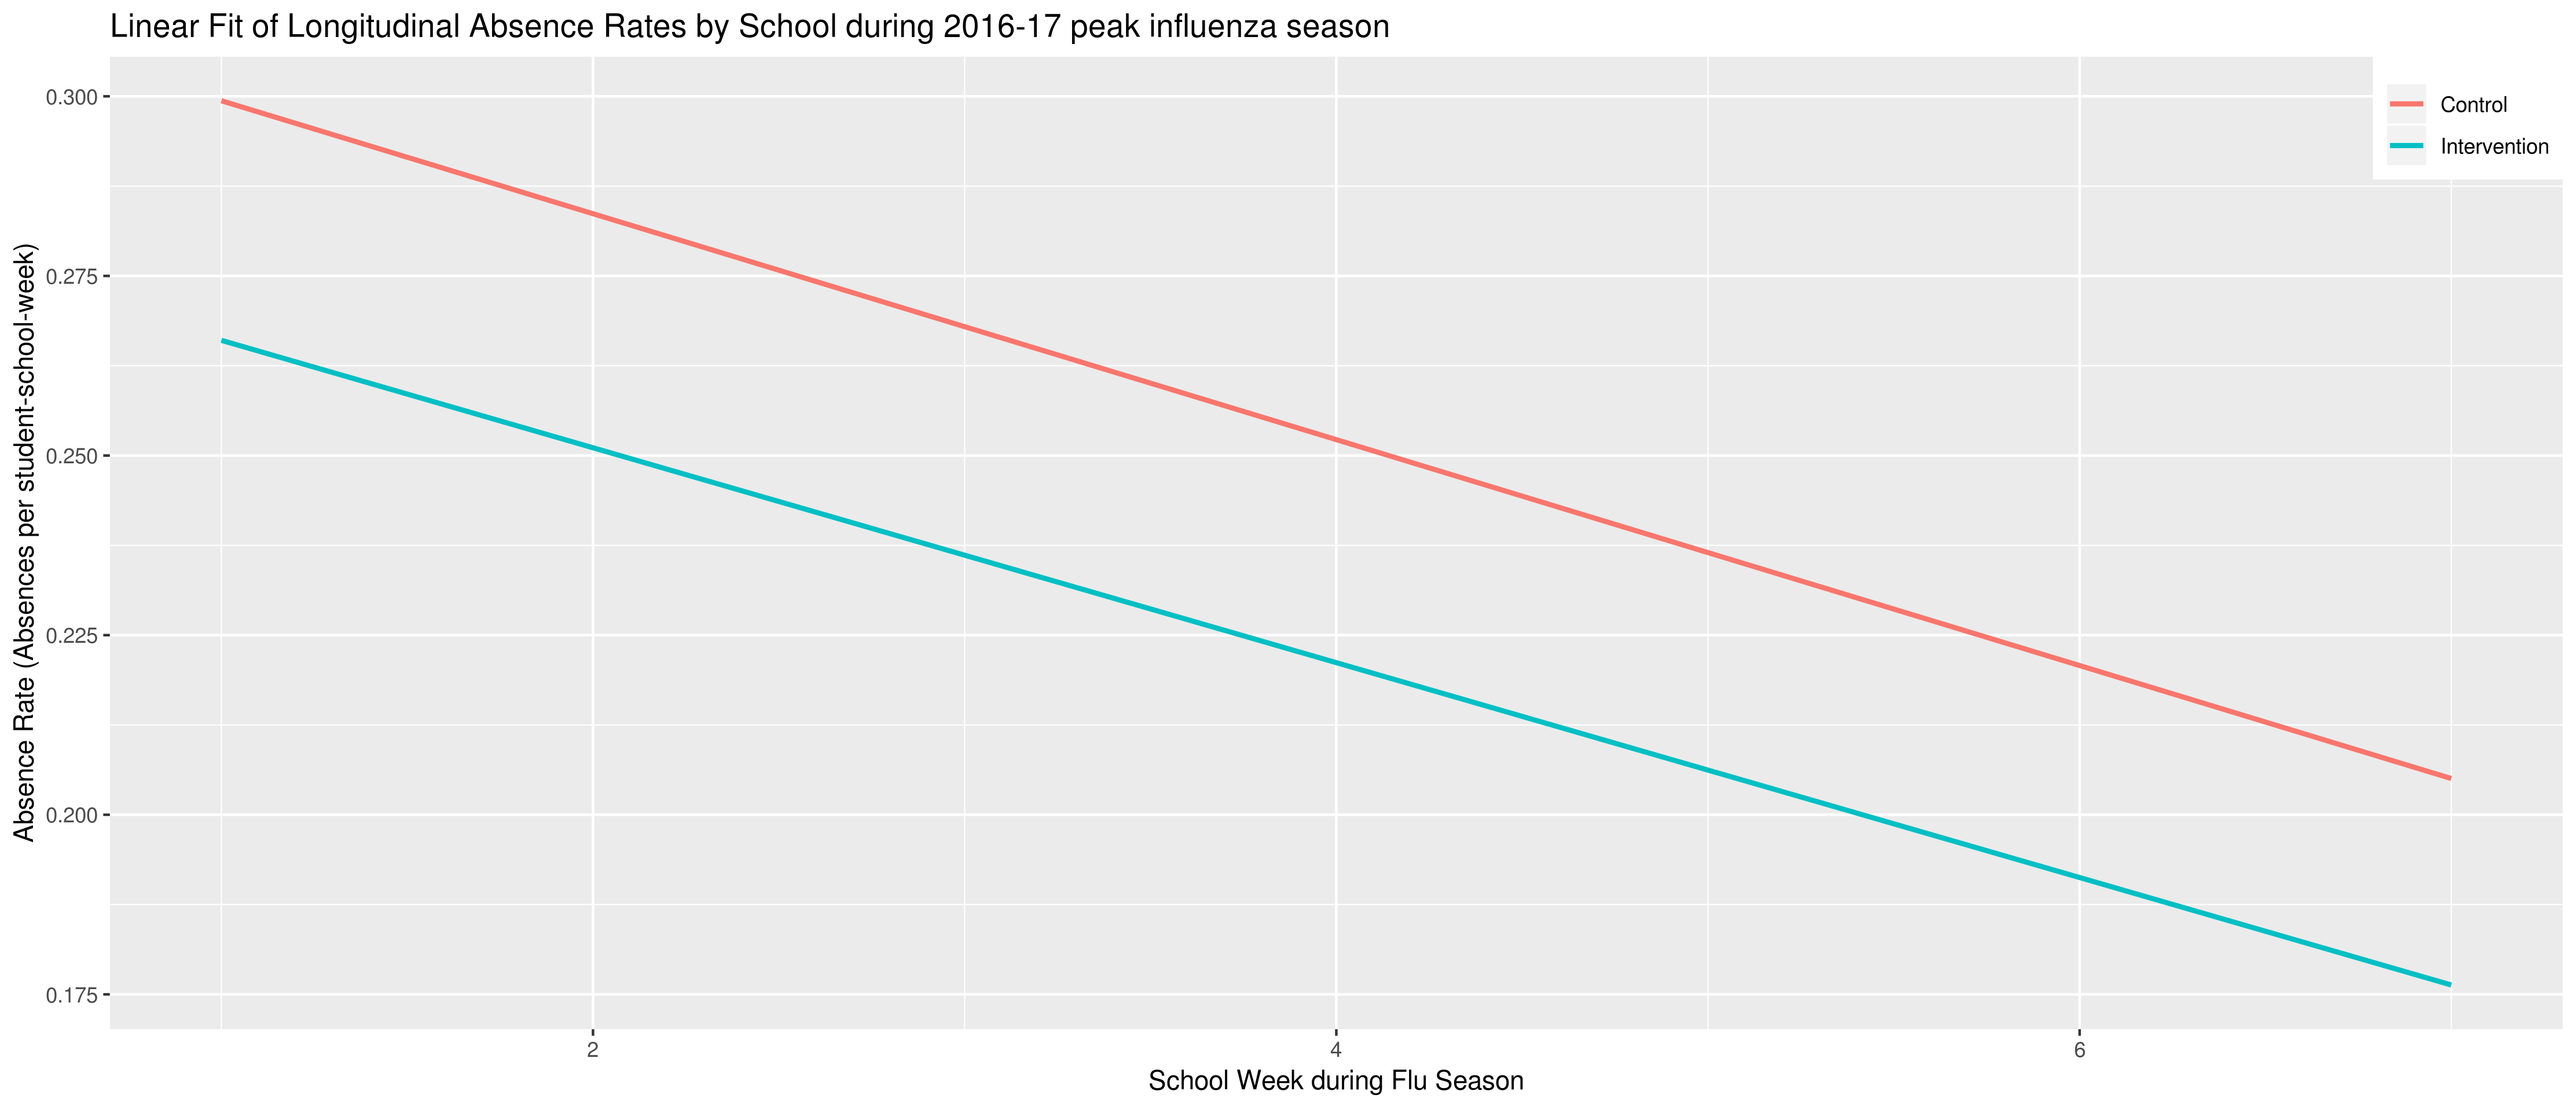 Linear Fit of Longitudinal Absence Rates by School during 2016-17 peak influenza season
Control
Intervention
Absence Rate (Absences per student-school-week)
0.300
0.275
0.250
0.225
0.200
0.175
2
4
6
School Week during Flu Season